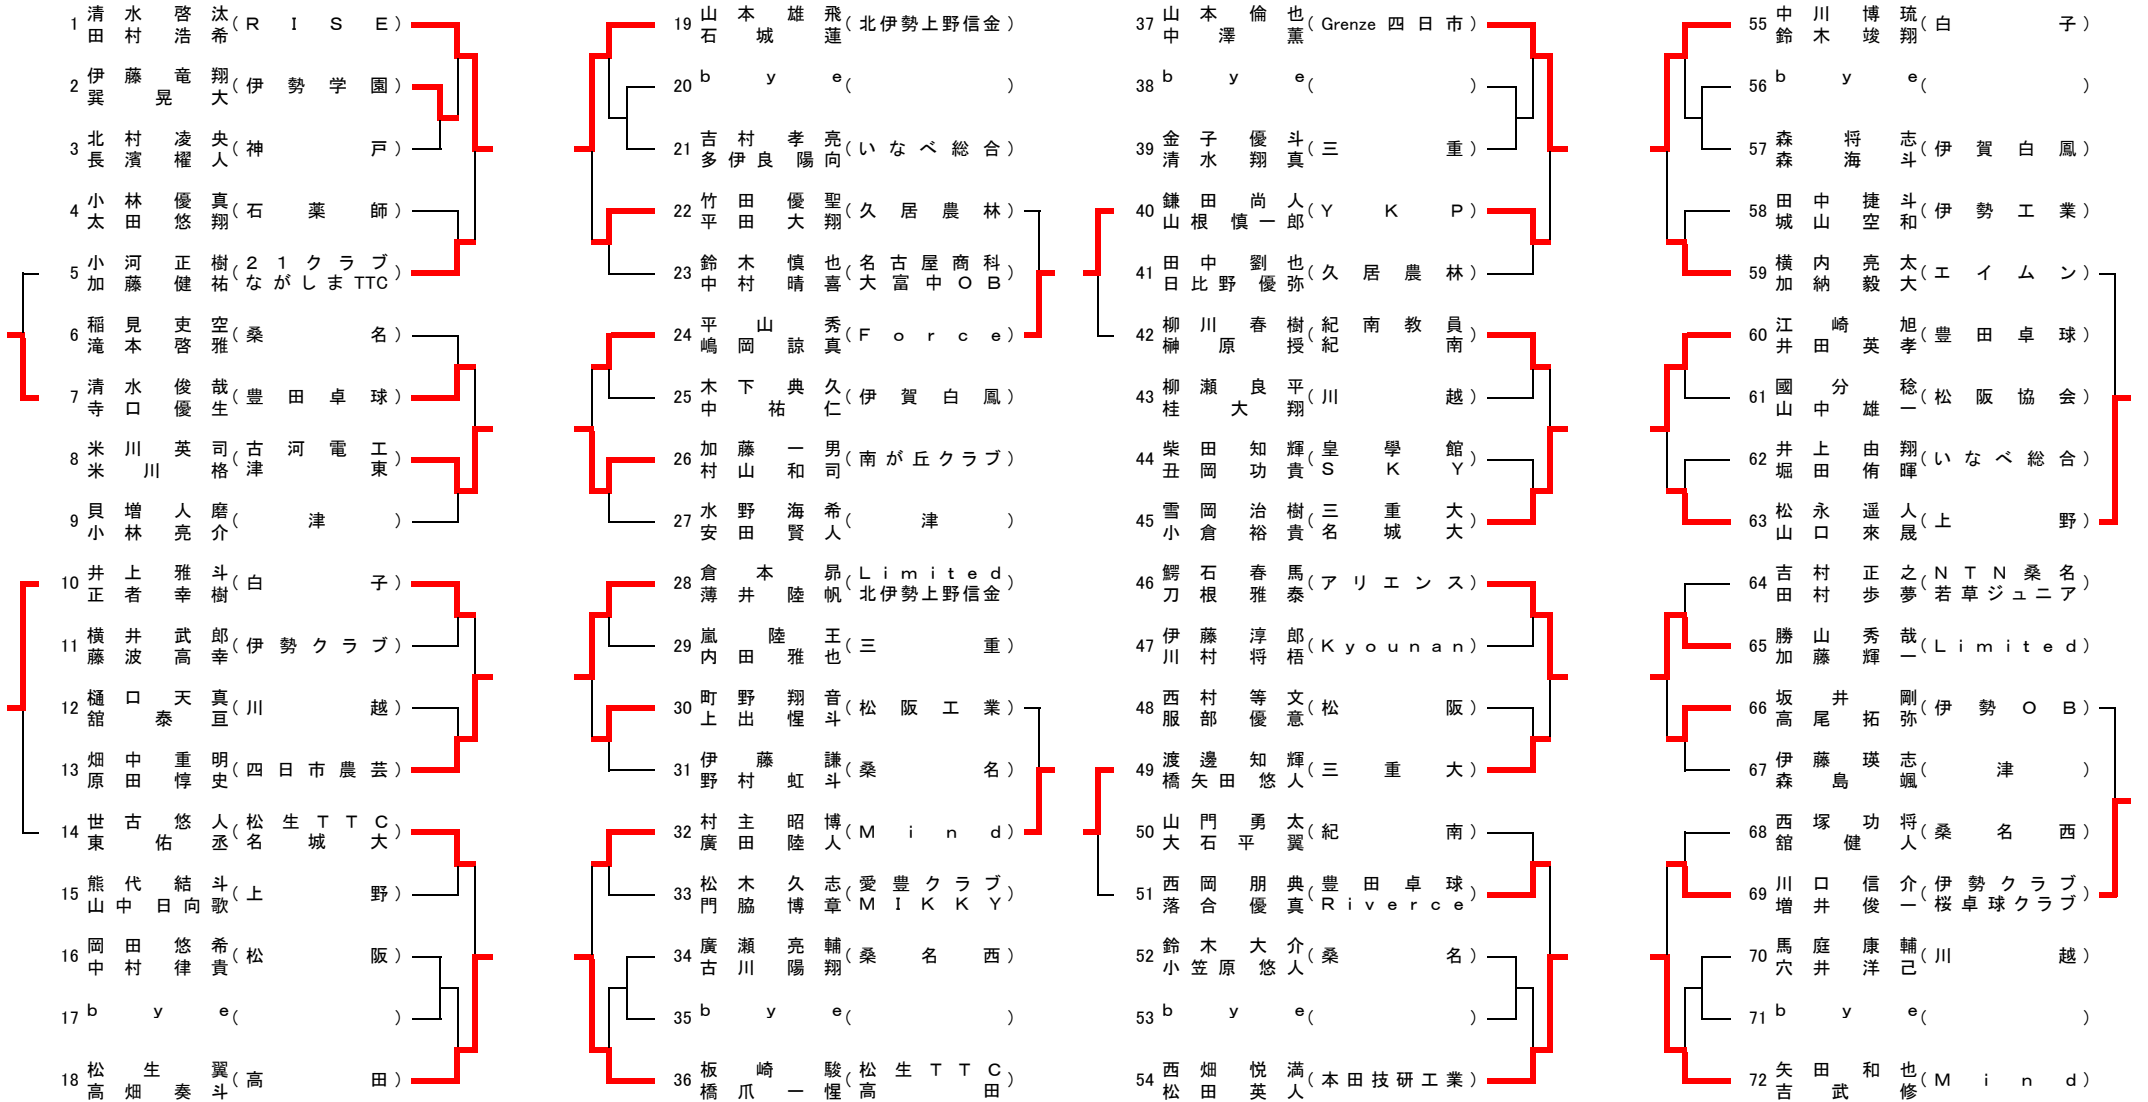 1 清水啓汰 田村浩希 (RISE)
2 伊藤竜翔 巽晃大 (伊勢学園)
3 北村凌央 長濱櫂人 (神戸)
4 小林優真 太田悠翔 (石薬師)
5 小河正樹 加藤健祐 (21クラブ ながしまTTC)
6 稲見吏空 滝本啓雅 (桑名)
7 清水俊哉 寺口優生 (豊田卓球)
8 米川英司 米川格 (古河電工 津東)
9 貝増人磨 小林亮介 (津)
10 井上雅斗 正者幸樹 (白子)
11 横井武郎 藤波高幸 (伊勢クラブ)
12 樋口天真 舘泰亘 (川越)
13 畑中重明 原田惇史 (四日市農芸)
14 世古悠人 東佑丞 (松生TTC 名城大)
15 熊代結斗 山中日向歌 (上野)
16 岡田悠希 中村律貴 (松阪)
17 bye ( )
18 松生翼 高畑奏斗 (高田)
19 山本雄飛 石城蓮 (北伊勢上野信金)
20 bye ( )
21 吉村孝亮 多伊良陽向 (いなべ総合)
22 竹田優聖 平田大翔 (久居農林)
23 鈴木慎也 中村晴喜 (名古屋商科 大富中OB)
24 平山秀 嶋岡諒真 (Force)
25 木下典久 中祐仁 (伊賀白鳳)
26 加藤一男 村山和司 (南が丘クラブ)
27 水野海希 安田賢人 (津)
28 倉本昴 薄井陸帆 (Limited 北伊勢上野信金)
29 嵐陸王 内田雅也 (三重)
30 町野翔音 上出惺斗 (松阪工業)
31 伊藤謙 野村虹斗 (桑名)
32 村主昭博 廣田陸人 (Mind)
33 松木久志 門脇博章 (愛豊クラブ MIKKY)
34 廣瀬亮輔 古川陽翔 (桑名西)
35 bye ( )
36 板崎駿 橋爪一惺 (松生TTC 高田)
37 山本倫也 中澤薫 (Grenze四日市)
38 bye ( )
39 金子優斗 清水翔真 (三重)
40 鎌田尚人 山根慎一郎 (YKP)
41 田中劉也 日比野優弥 (久居農林)
42 柳川春樹 榊原授 (紀南教員 紀南)
43 柳瀬良平 桂大翔 (川越)
44 柴田知輝 丑岡功貴 (皇學館 SKY)
45 雪岡治樹 小倉裕貴 (三重大 名城大)
46 鰐石春馬 刀根雅泰 (アリエンス)
47 伊藤淳郎 川村将梧 (Kyounan)
48 西村等文 服部優意 (松阪)
49 渡邊知輝 橋矢田悠人 (三重大)
50 山門勇太 大石平翼 (紀南)
51 西岡朋典 落合優真 (豊田卓球 Riverce)
52 鈴木大介 小笠原悠人 (桑名)
53 bye ( )
54 西畑悦満 松田英人 (本田技研工業)
55 中川博琉 鈴木竣翔 (白子)
56 bye ( )
57 森将志 森海斗 (伊賀白鳳)
58 田中捷斗 城山空和 (伊勢工業)
59 横内亮太 加納毅大 (エイムン)
60 江崎旭 井田英孝 (豊田卓球)
61 國分稔 山中雄一 (松阪協会)
62 井上由翔 堀田侑暉 (いなべ総合)
63 松永遥人 山口來晟 (上野)
64 吉村正之 田村歩夢 (NTN桑名 若草ジュニア)
65 勝山秀哉 加藤輝一 (Limited)
66 坂井剛 高尾拓弥 (伊勢OB)
67 伊藤瑛志 森島颯 (津)
68 西塚功将 舘健人 (桑名西)
69 川口信介 増井俊一 (伊勢クラブ 桜卓球クラブ)
70 馬庭康輔 穴井洋己 (川越)
71 bye ( )
72 矢田和也 吉武修 (Mind)